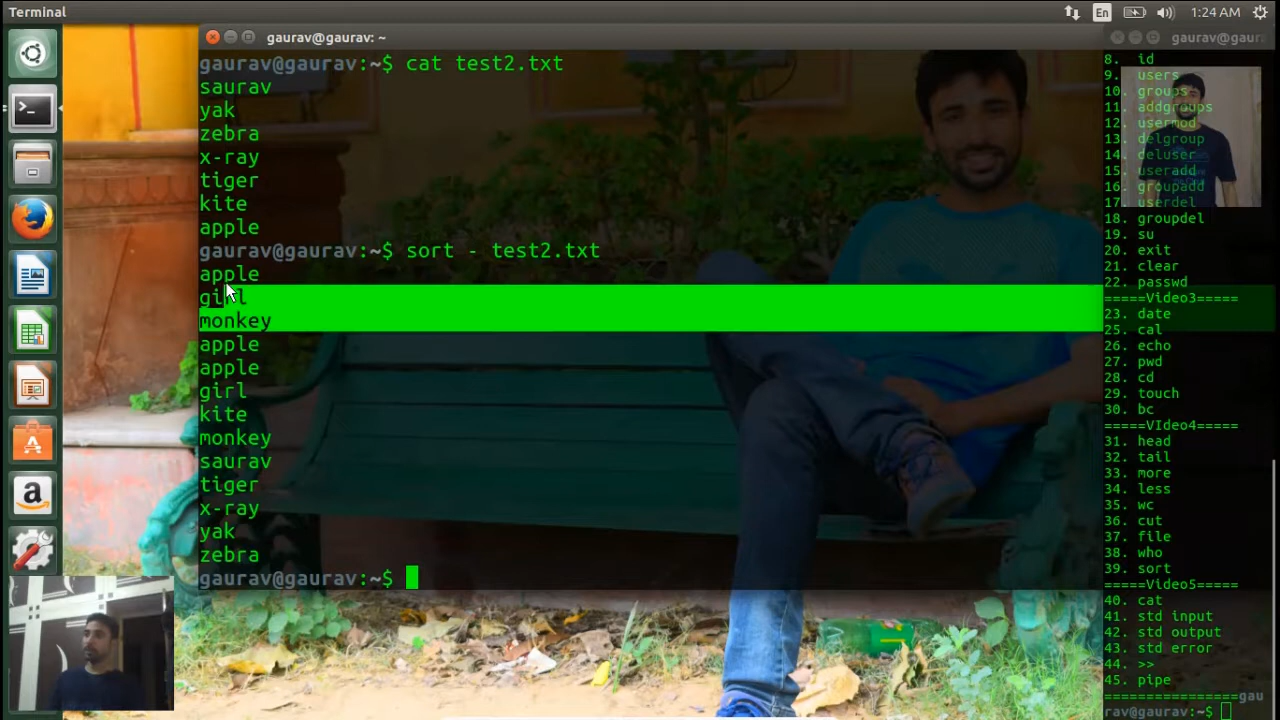 Terminal
En
1:24 AM
gaurav@gaurav: ~
gaurav@gaurav:~$ cat test2.txt
saurav
yak
zebra
x-ray
tiger
kite
apple
gaurav@gaurav:~$ sort - test2.txt
apple
girl
monkey
apple
apple
girl
kite
monkey
saurav
tiger
x-ray
yak
zebra
gaurav@gaurav:~$
gaurav@gaur
8. id
9. users
10. groups
11. addgroups
12. usermod
13. delgroup
14. deluser
15. useradd
16. groupadd
17. userdel
18. groupdel
19. su
20. exit
21. clear
22. passwd
=====Video3=====
23. date
25. cal
26. echo
27. pwd
28. cd
29. touch
30. bc
=====VIdeo4=====
31. head
32. tail
33. more
34. less
35. wc
36. cut
37. file
38. who
39. sort
=====Video5=====
40. cat
41. std input
42. std output
43. std error
44. >>
45. pipe
================gau
rav@gaurav:~$